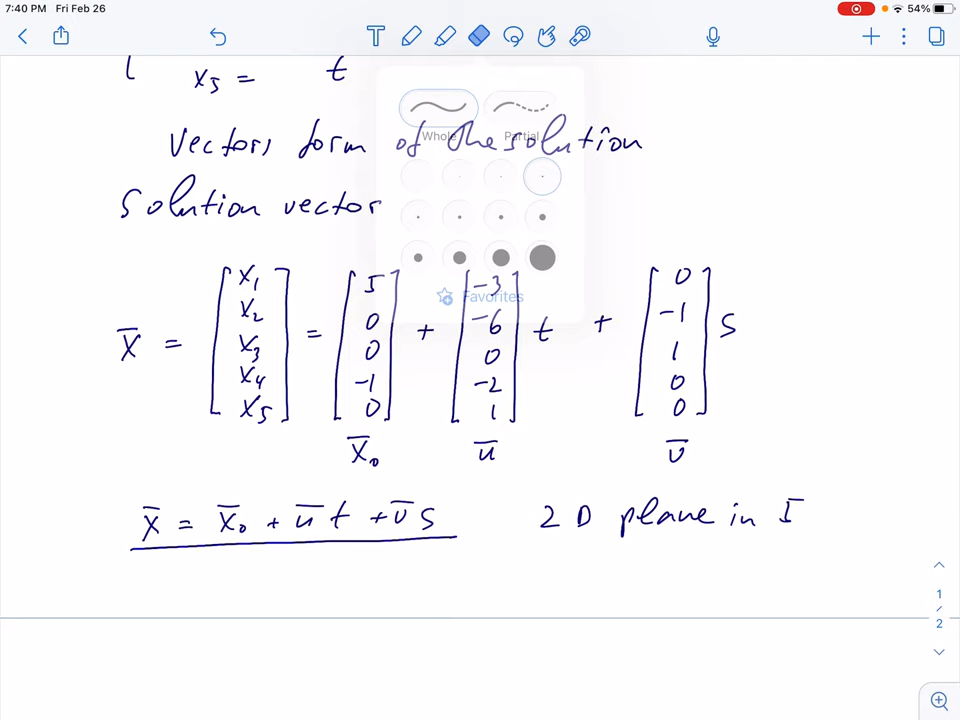 7:40 PM Fri Feb 26 54%
x5 = t
Vectors form of the solution
Whole Partial
Solution vector
Favorites
x̄ = [x1 x2 x3 x4 x5] = [5 0 0 -1 0] + [-3 -6 0 -2 1] t + [0 -1 1 0 0] s
x̄0 ū v̄
x̄ = x̄0 + ū t + v̄ s 2D plane in
1
/
2